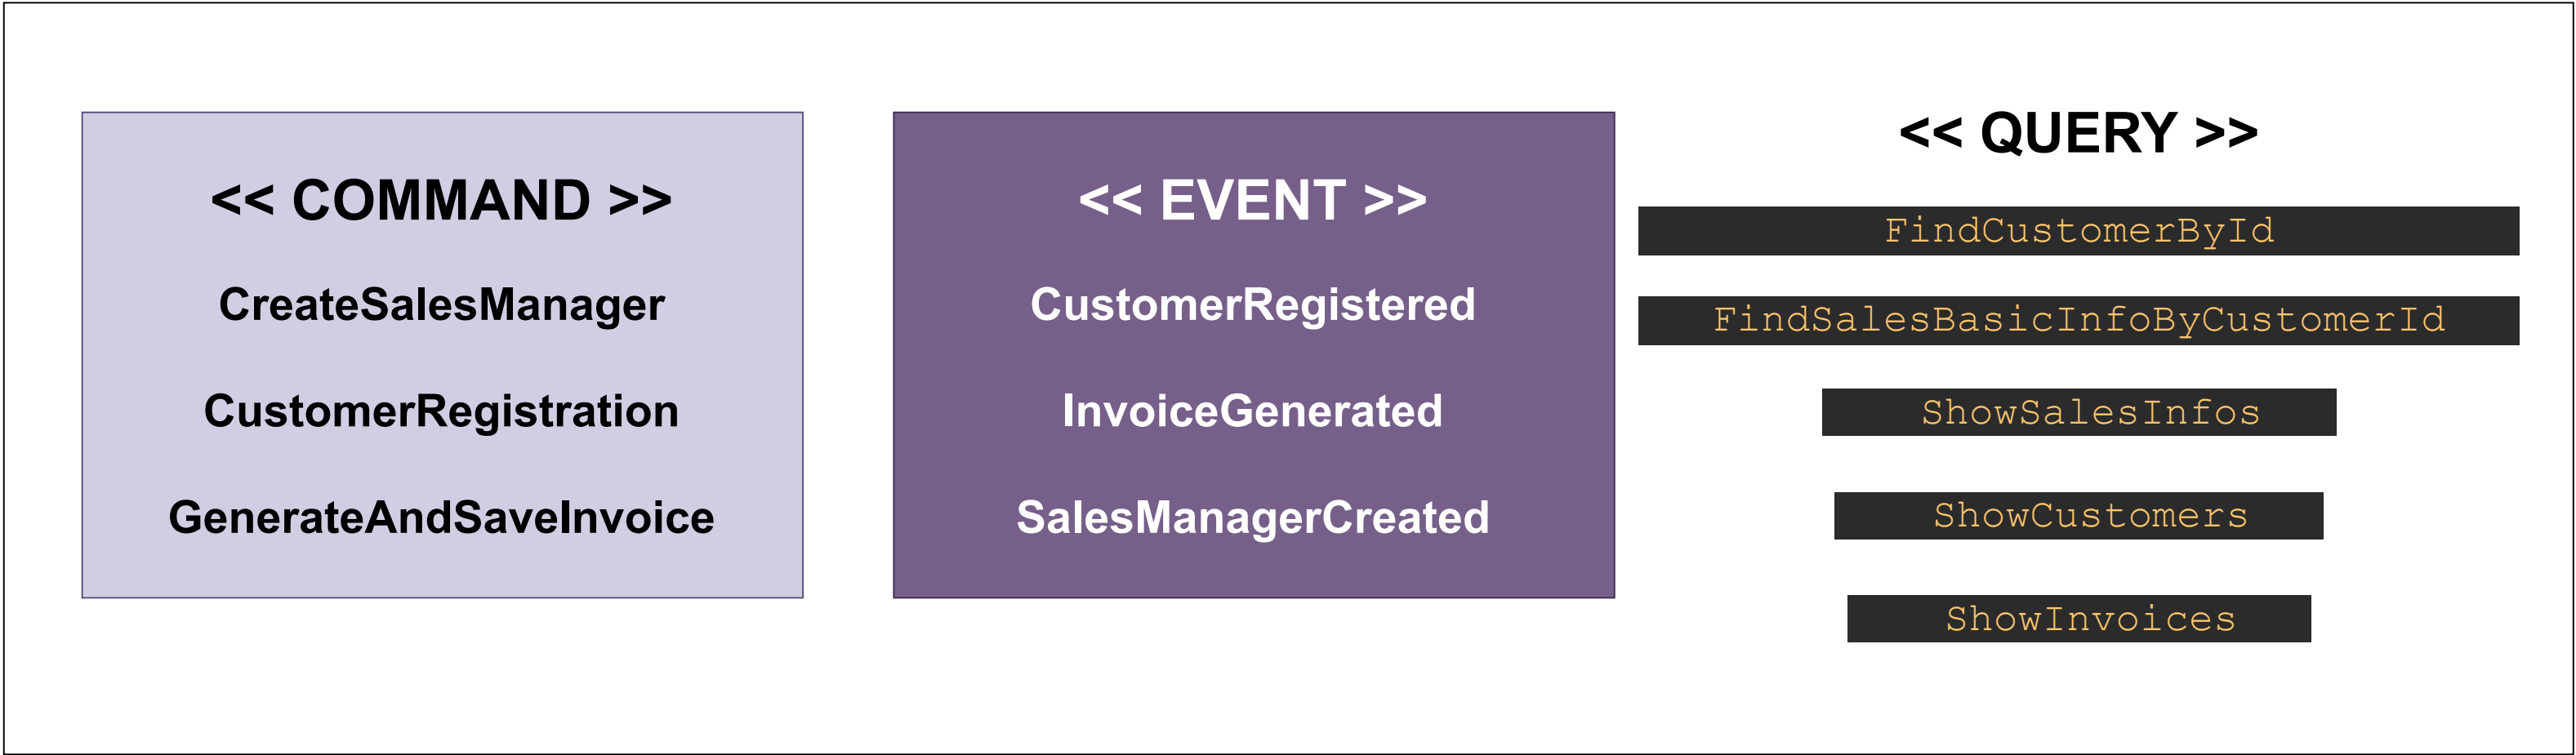 << COMMAND >>
CreateSalesManager
CustomerRegistration
GenerateAndSaveInvoice
<< EVENT >>
CustomerRegistered
InvoiceGenerated
SalesManagerCreated
<< QUERY >>
FindCustomerById
FindSalesBasicInfoByCustomerId
ShowSalesInfos
ShowCustomers
ShowInvoices